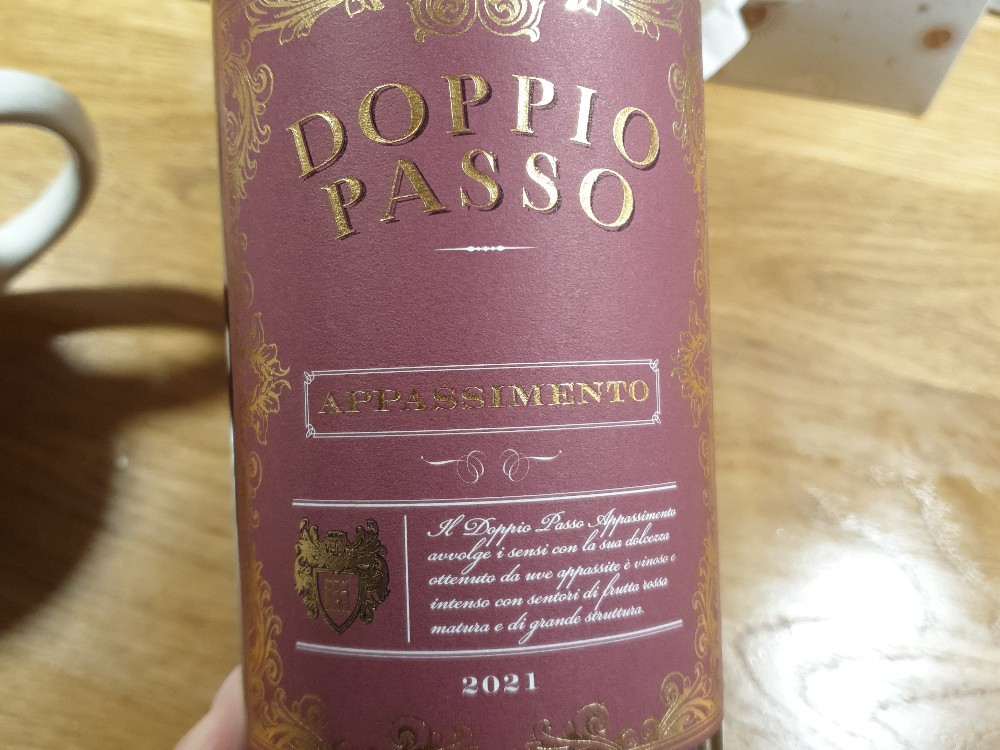 DOPPIO
PASSO
APPASSIMENTO
Il Doppio Passo Appassimento
avvolge i sensi con la sua dolcezza
ottenuto da uve appassite è vinoso e
intenso con sentori di frutta rossa
matura e di grande struttura.
2021